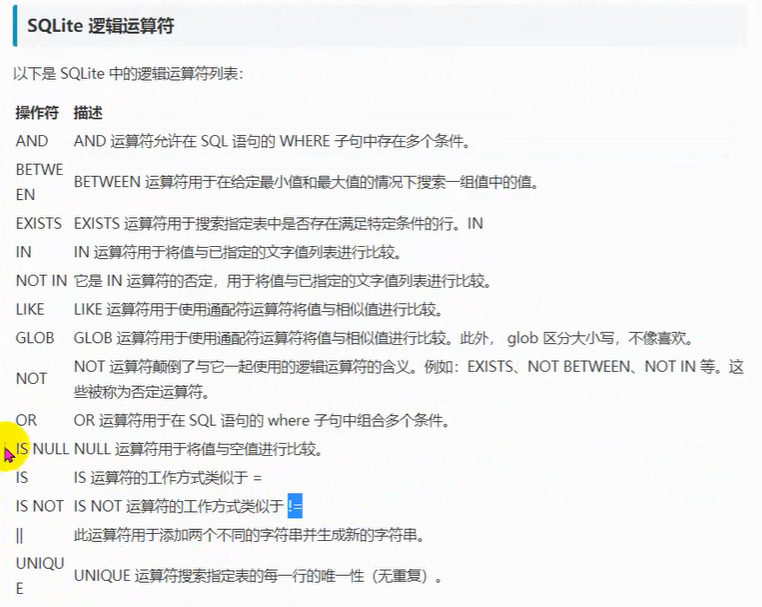 SQLite 逻辑运算符
以下是 SQLite 中的逻辑运算符列表：
操作符 描述
AND AND 运算符允许在 SQL 语句的 WHERE 子句中存在多个条件。
BETWE
EN BETWEEN 运算符用于在给定最小值和最大值的情况下搜索一组值中的值。
EXISTS EXISTS 运算符用于搜索指定表中是否存在满足特定条件的行。IN
IN IN 运算符用于将值与已指定的文字值列表进行比较。
NOT IN 它是 IN 运算符的否定，用于将值与已指定的文字值列表进行比较。
LIKE LIKE 运算符用于使用通配符运算符将值与相似值进行比较。
GLOB GLOB 运算符用于使用通配符运算符将值与相似值进行比较。此外， glob 区分大小写，不像喜欢。
NOT NOT 运算符颠倒了与它一起使用的逻辑运算符的含义。例如：EXISTS、NOT BETWEEN、NOT IN 等。这
些被称为否定运算符。
OR OR 运算符用于在 SQL 语句的 where 子句中组合多个条件。
IS NULL NULL 运算符用于将值与空值进行比较。
IS IS 运算符的工作方式类似于 =
IS NOT IS NOT 运算符的工作方式类似于 !=
|| 此运算符用于添加两个不同的字符串并生成新的字符串。
UNIQU
E UNIQUE 运算符搜索指定表的每一行的唯一性（无重复）。